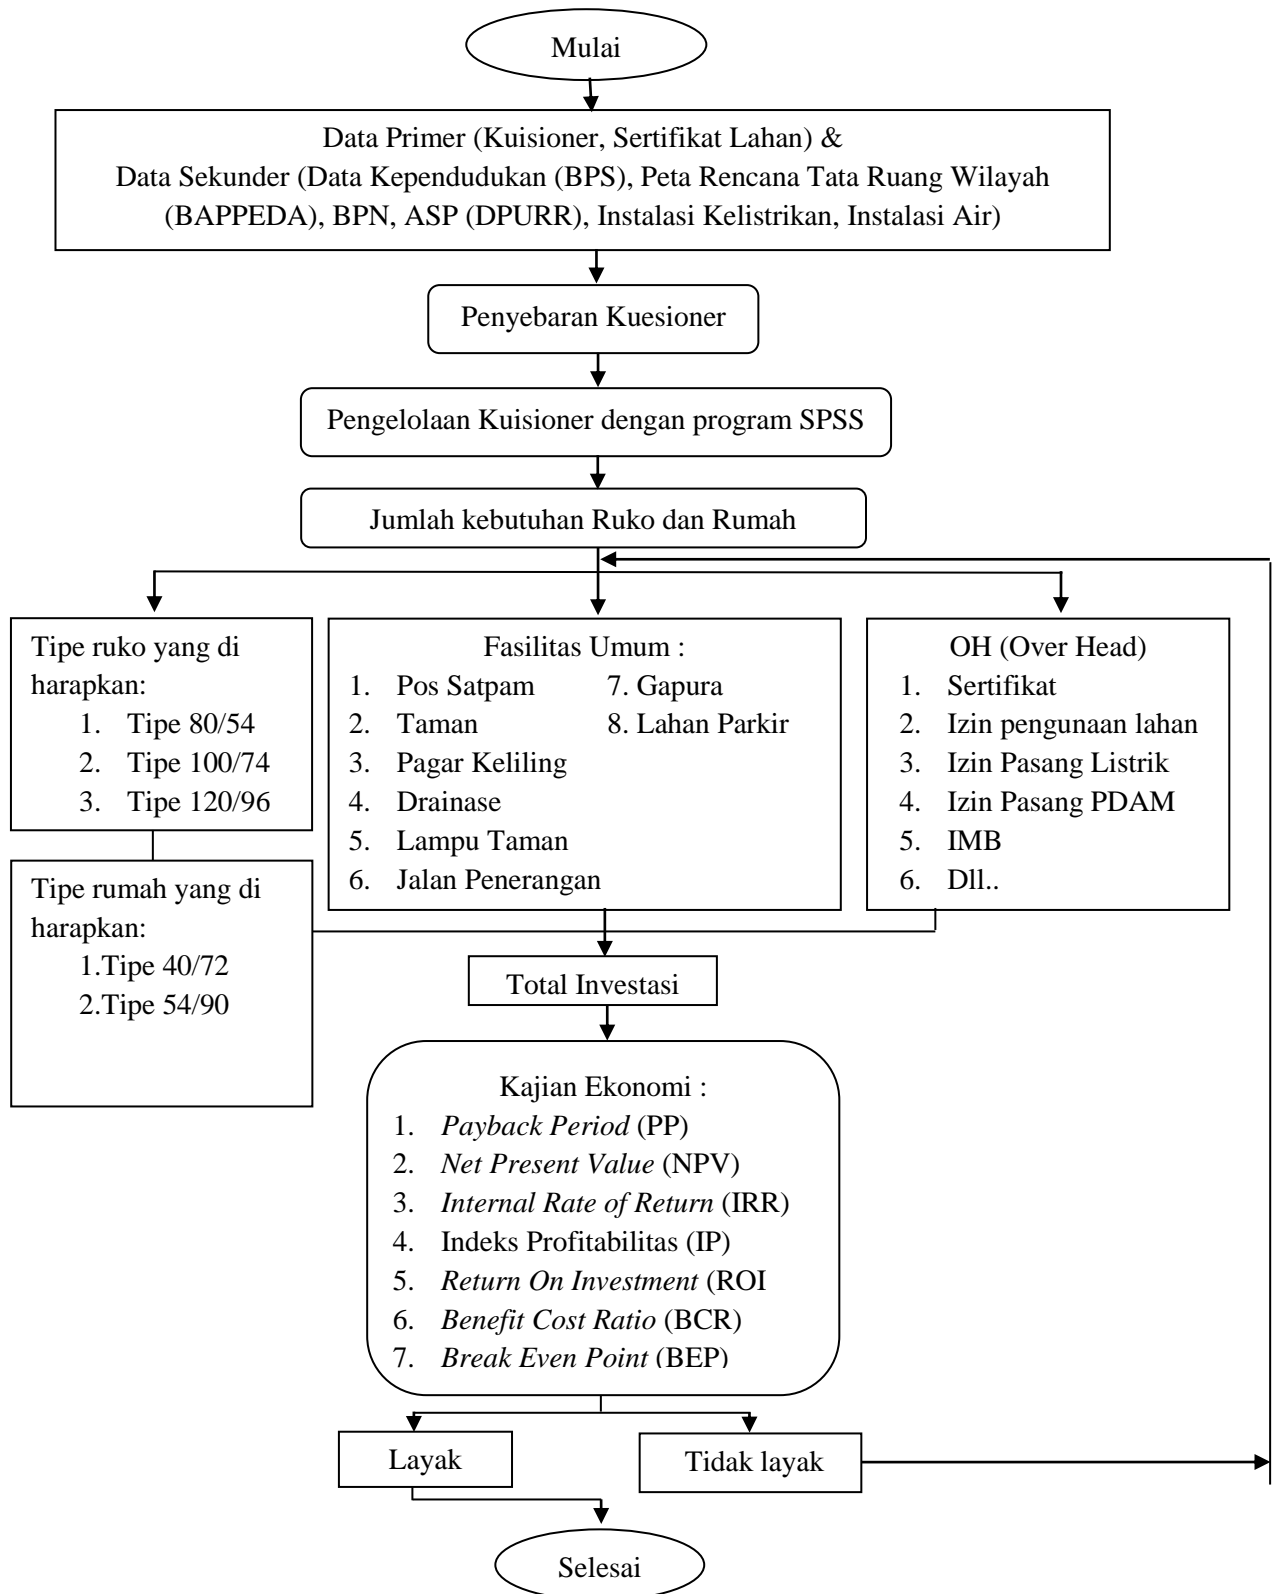 Mulai
Data Primer (Kuisioner, Sertifikat Lahan) &
Data Sekunder (Data Kependudukan (BPS), Peta Rencana Tata Ruang Wilayah
(BAPPEDA), BPN, ASP (DPURR), Instalasi Kelistrikan, Instalasi Air)
Penyebaran Kuesioner
Pengelolaan Kuisioner dengan program SPSS
Jumlah kebutuhan Ruko dan Rumah
Tipe ruko yang di
harapkan:
1. Tipe 80/54
2. Tipe 100/74
3. Tipe 120/96
Tipe rumah yang di
harapkan:
1.Tipe 40/72
2.Tipe 54/90
Fasilitas Umum :
1. Pos Satpam 7. Gapura
2. Taman 8. Lahan Parkir
3. Pagar Keliling
4. Drainase
5. Lampu Taman
6. Jalan Penerangan
OH (Over Head)
1. Sertifikat
2. Izin pengunaan lahan
3. Izin Pasang Listrik
4. Izin Pasang PDAM
5. IMB
6. Dll..
Total Investasi
Kajian Ekonomi :
1. Payback Period (PP)
2. Net Present Value (NPV)
3. Internal Rate of Return (IRR)
4. Indeks Profitabilitas (IP)
5. Return On Investment (ROI
6. Benefit Cost Ratio (BCR)
7. Break Even Point (BEP)
Layak
Tidak layak
Selesai